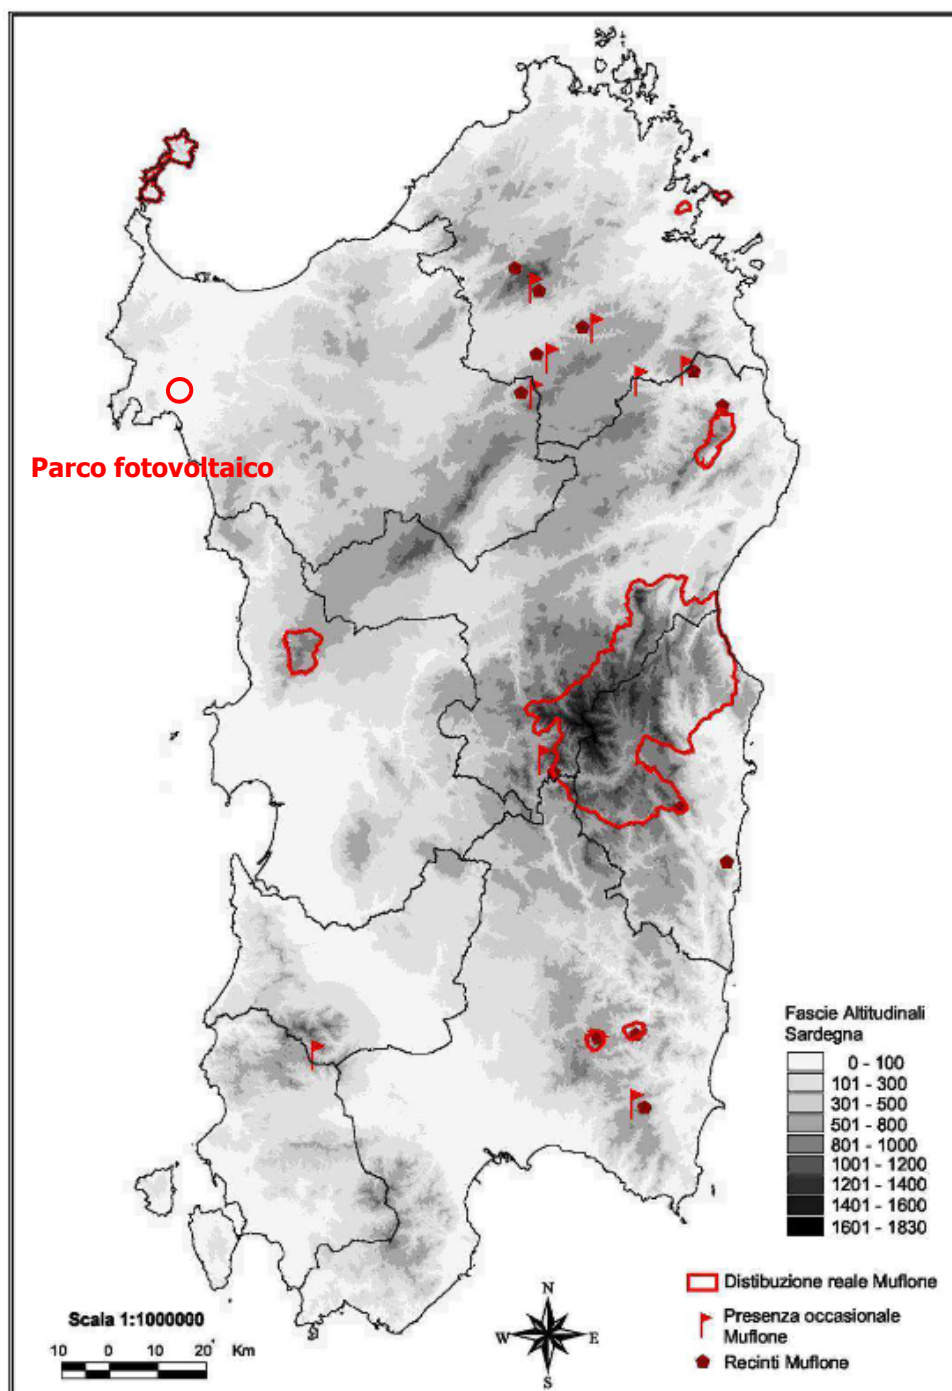 Parco fotovoltaico
Fascie Altitudinali
Sardegna
0 - 100
101 - 300
301 - 500
501 - 800
801 - 1000
1001 - 1200
1201 - 1400
1401 - 1600
1601 - 1830
Distibuzione reale Muflone
Presenza occasionale
Muflone
Recinti Muflone
Scala 1:1000000
10 0 10 20 Km
N
W E
S